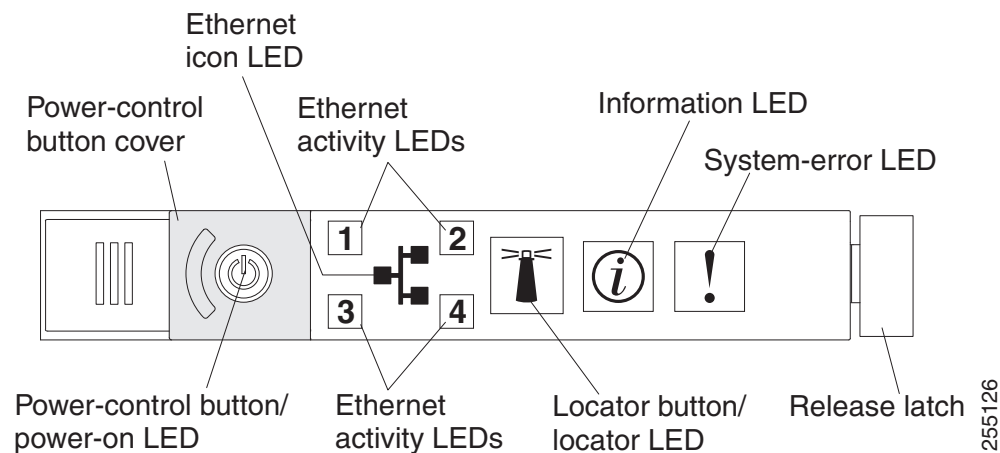 Ethernet
icon LED
Power-control
button cover
Ethernet
activity LEDs
Information LED
System-error LED
1
2
i
!
3
4
Power-control button/
power-on LED
Ethernet
activity LEDs
Locator button/
locator LED
Release latch
255126